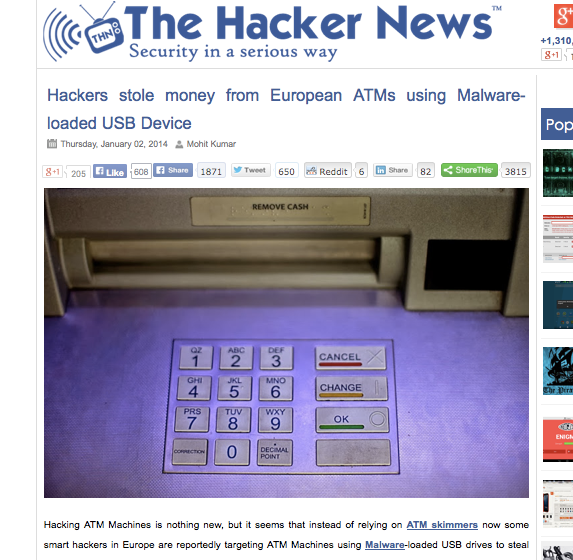 The Hacker News™
THN
Security in a serious way
g+
+1,310,
g+1
Hackers stole money from European ATMs using Malware-
loaded USB Device
Thursday, January 02, 2014 Mohit Kumar
g+1 205 Like 608 Share 1871 Tweet 650 Reddit 6 Share 82 ShareThis 3815
Pop
REMOVE CASH
QZ ABC DEF
1 2 3 CANCEL
GHI JKL MNO
4 5 6 CHANGE
PRS TUV WXY
7 8 9 OK
CORRECTION 0 DECIMAL
POINT
The Pira
ENIGM
Hacking ATM Machines is nothing new, but it seems that instead of relying on ATM skimmers now some
smart hackers in Europe are reportedly targeting ATM Machines using Malware-loaded USB drives to steal